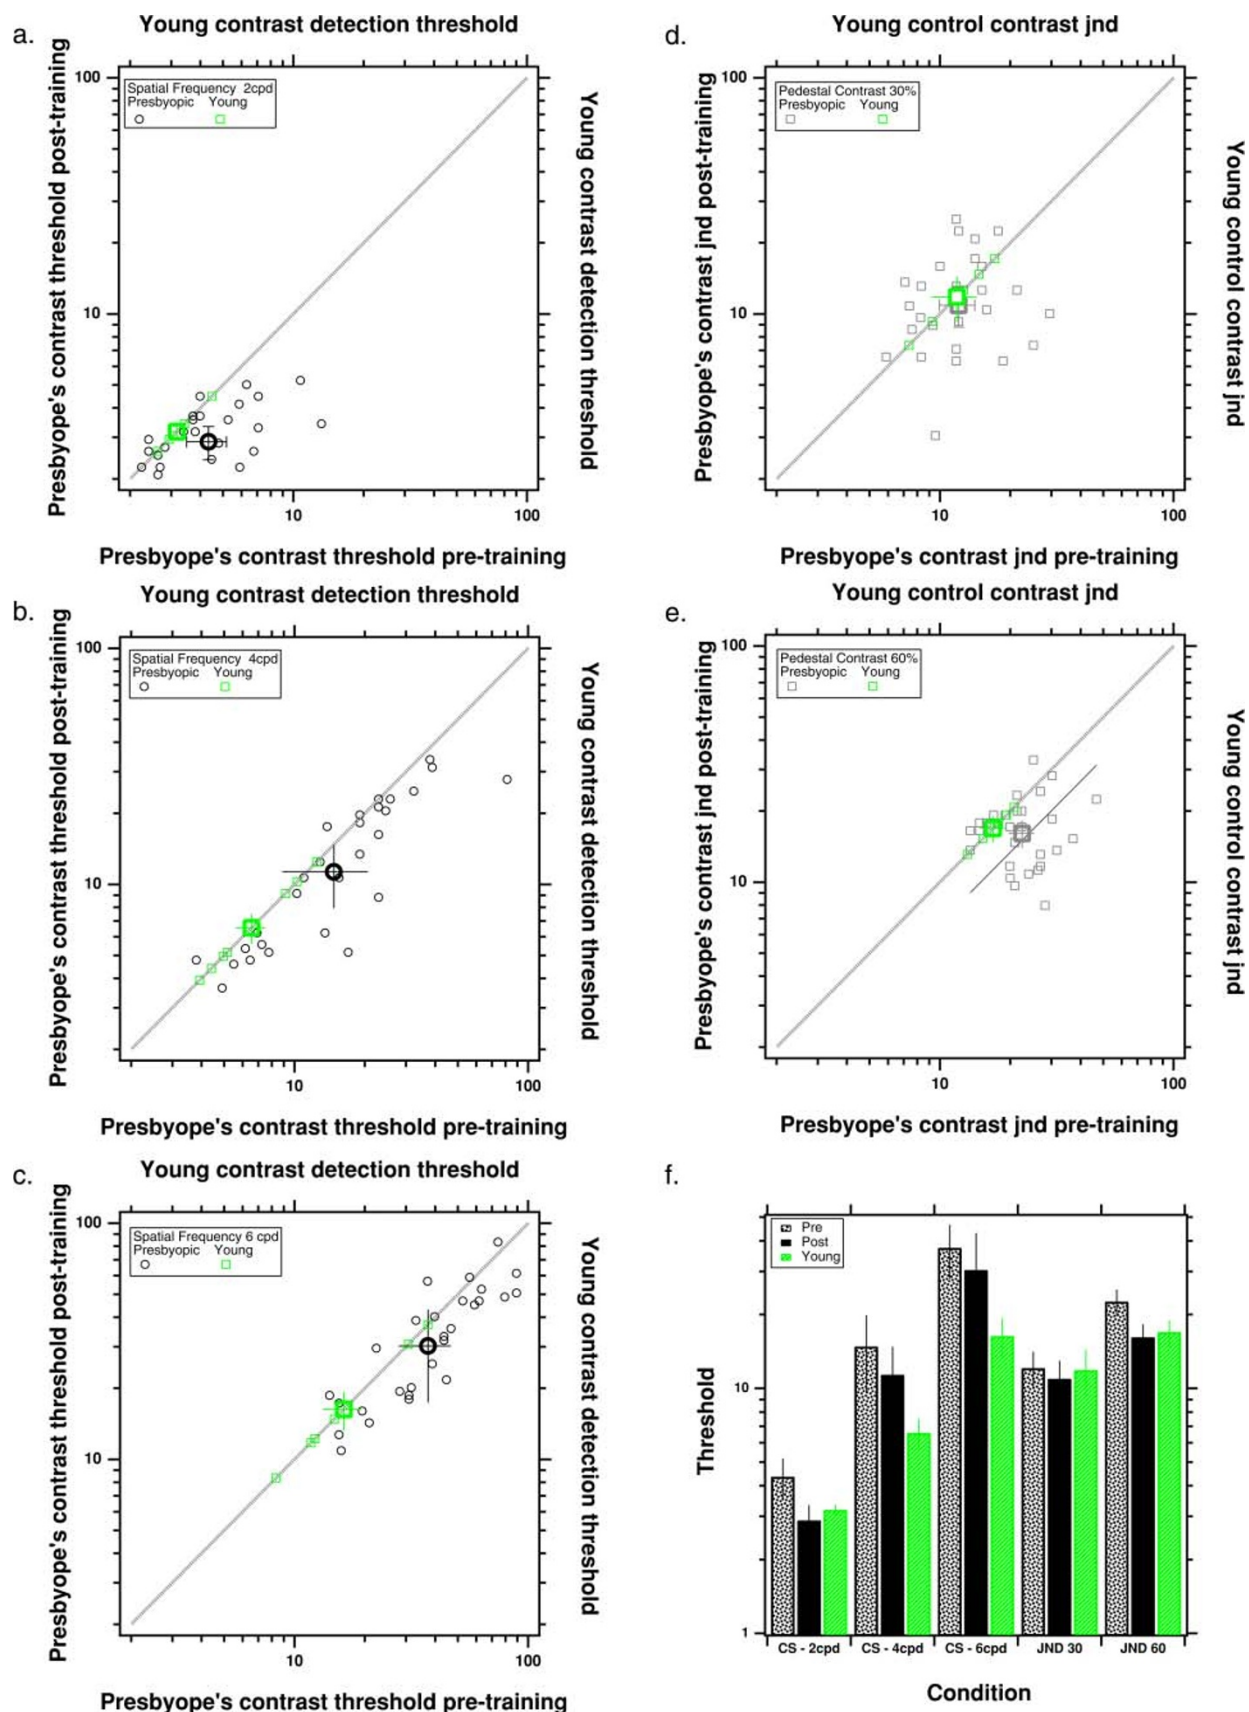 a.
Young contrast detection threshold
Presbyope's contrast threshold post-training
Young contrast detection threshold
100
10
Spatial Frequency 2cpd
Presbyopic Young
10
100
Presbyope's contrast threshold pre-training
b.
Young contrast detection threshold
Presbyope's contrast threshold post-training
Young contrast detection threshold
100
10
Spatial Frequency 4cpd
Presbyopic Young
10
100
Presbyope's contrast threshold pre-training
c.
Young contrast detection threshold
Presbyope's contrast threshold post-training
Young contrast detection threshold
100
10
Spatial Frequency 6 cpd
Presbyopic Young
10
100
Presbyope's contrast threshold pre-training
d.
Young control contrast jnd
Presbyope's contrast jnd post-training
Young control contrast jnd
100
10
Pedestal Contrast 30%
Presbyopic Young
10
100
Presbyope's contrast jnd pre-training
e.
Young control contrast jnd
Presbyope's contrast jnd post-training
Young control contrast jnd
100
10
Pedestal Contrast 60%
Presbyopic Young
10
100
Presbyope's contrast jnd pre-training
f.
Pre
Post
Young
Threshold
10
1
CS - 2cpd
CS - 4cpd
CS - 6cpd
JND 30
JND 60
Condition